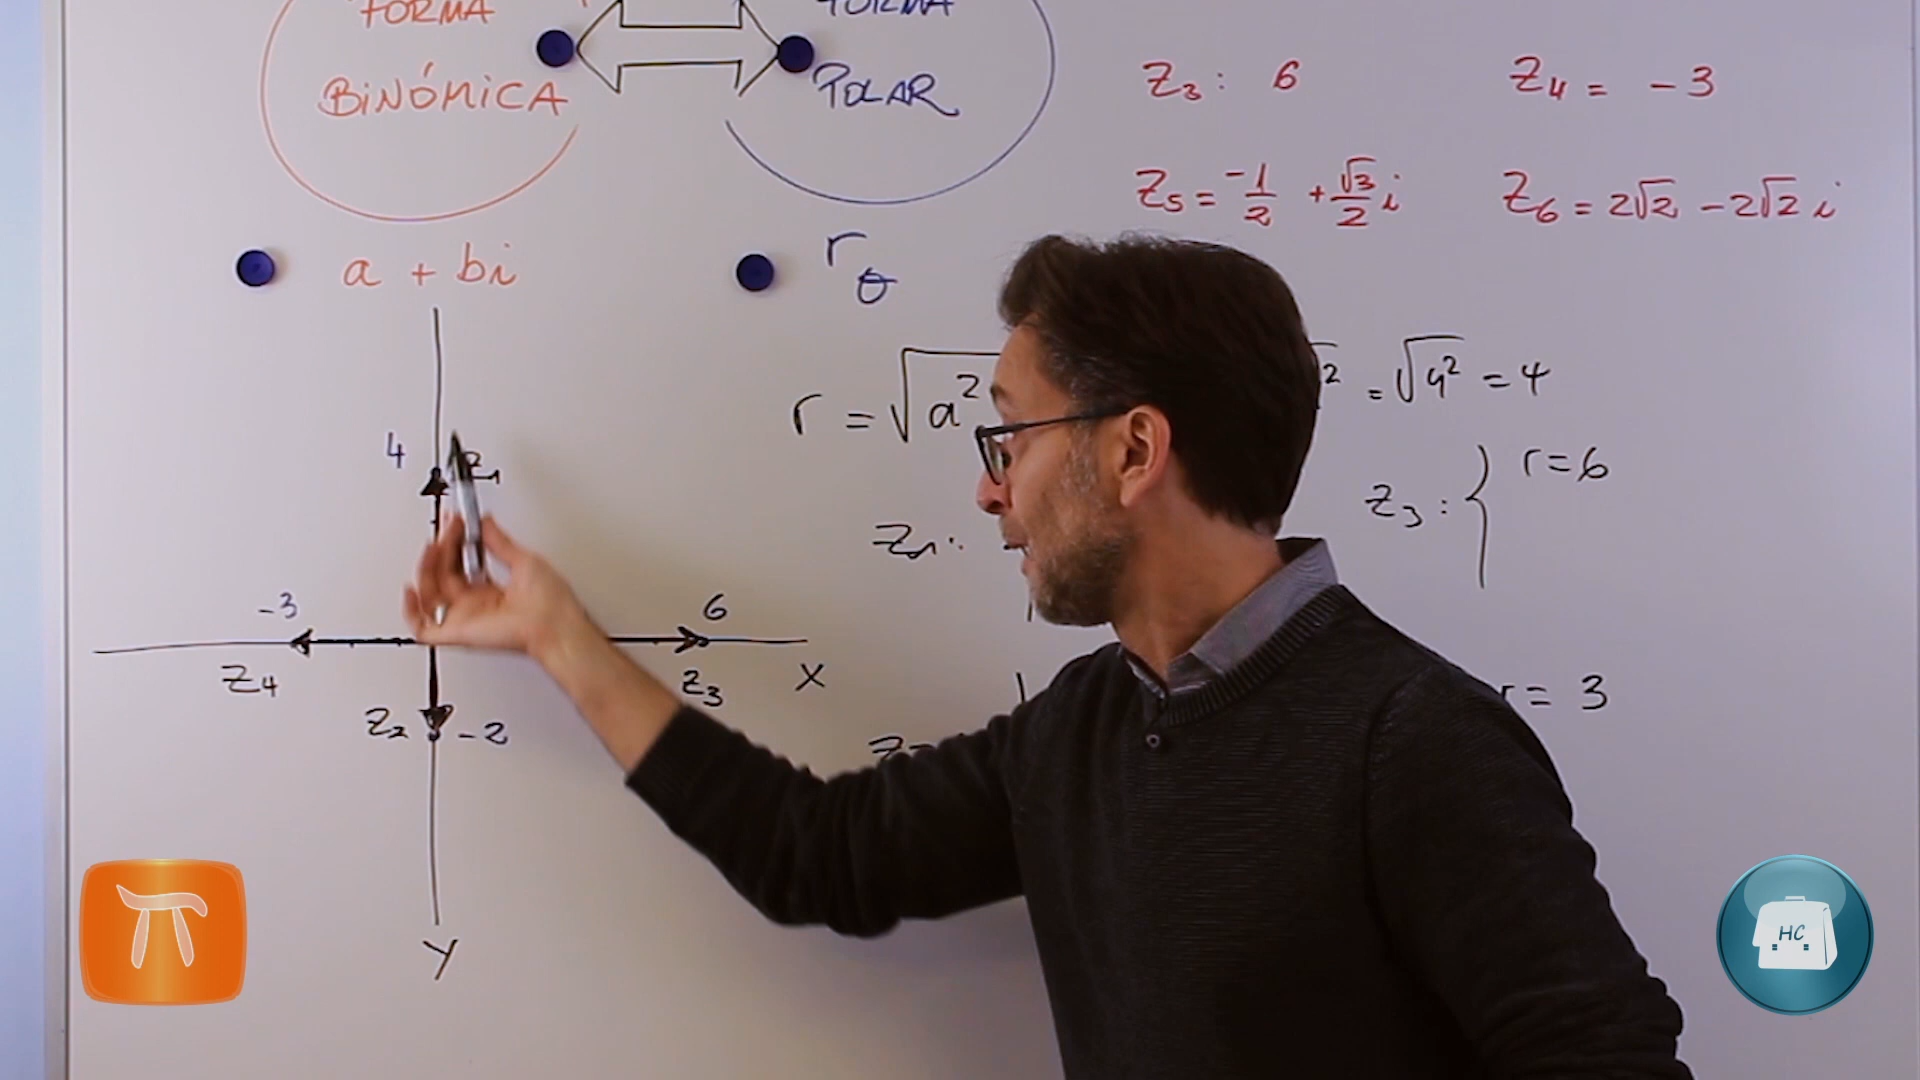 FORMA
BINÓMICA
FORMA
POLAR
a + bi
r θ
z₃ : 6
z₄ = -3
z₅ = -1/2 + √3/2 i
z₆ = 2√2 - 2√2 i
r = √a²
² = √4² = 4
z₁ :
z₃ : { r = 6
r = 3
4
z₁
-3
6
z₄
z₃
x
z₂
-2
y
π
HC